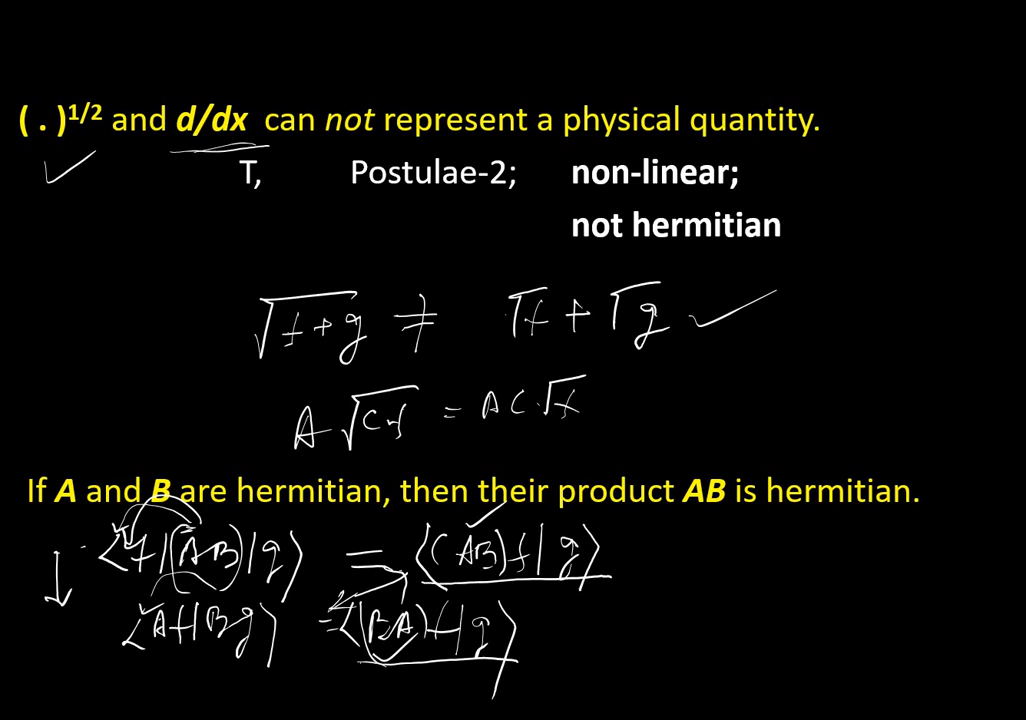 ( . )^1/2 and d/dx can not represent a physical quantity.
T, Postulae-2; non-linear;
not hermitian
√f+g ≠ √f + √g
A √cf = A C √f
If A and B are hermitian, then their product AB is hermitian.
⟨f|(AB)|g⟩ = ⟨(AB)f|g⟩
⟨Af|Bg⟩ = ⟨(BA)f|g⟩